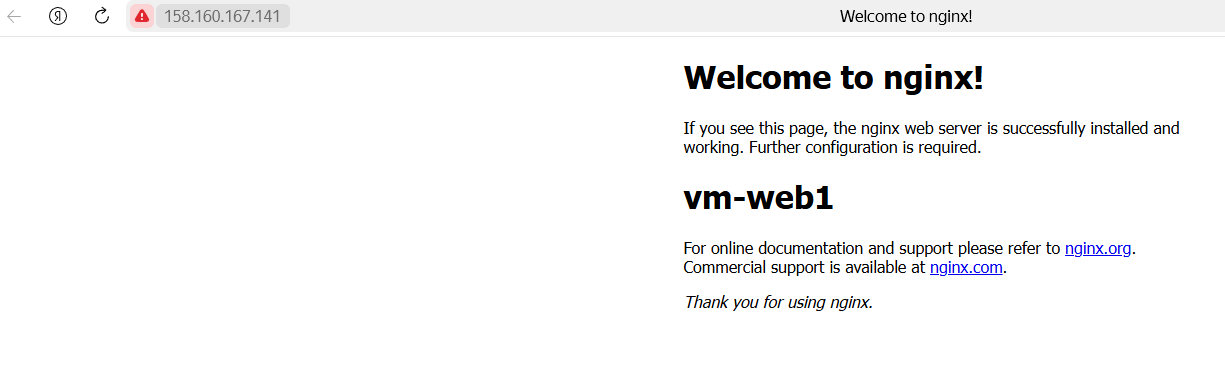 158.160.167.141
Welcome to nginx!
Welcome to nginx!
If you see this page, the nginx web server is successfully installed and
working. Further configuration is required.
vm-web1
For online documentation and support please refer to nginx.org.
Commercial support is available at nginx.com.
Thank you for using nginx.